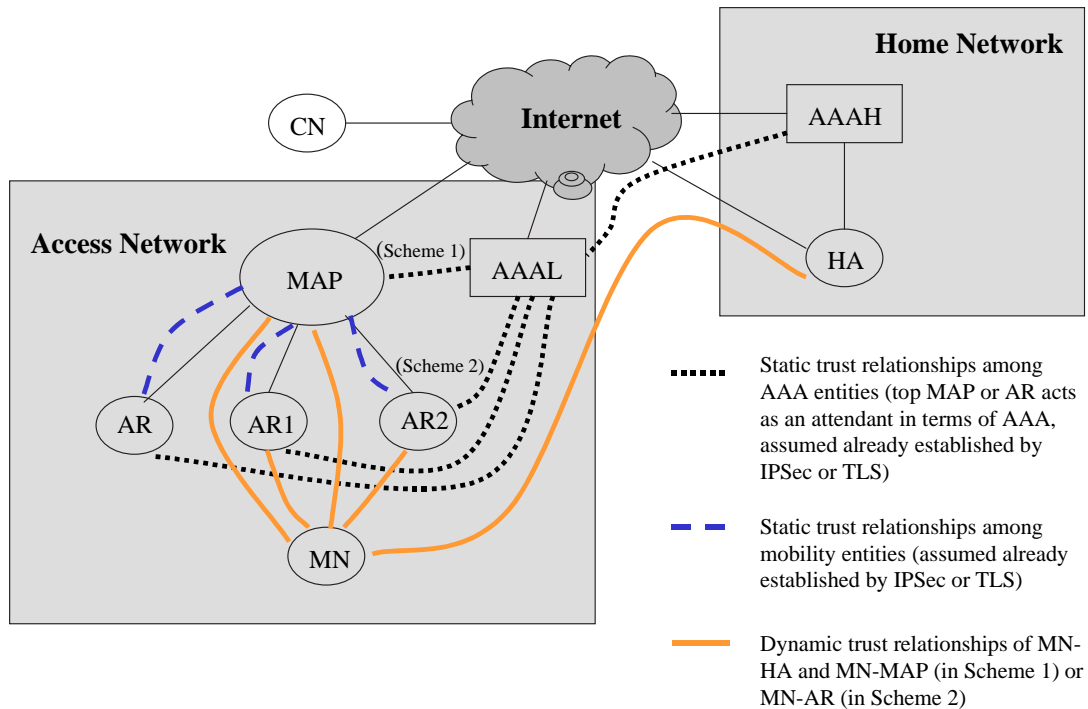 Home Network
AAAH
CN
Internet
Access Network
(Scheme 1)
MAP
AAAL
HA
(Scheme 2)
AR
AR1
AR2
MN
Static trust relationships among
AAA entities (top MAP or AR acts
as an attendant in terms of AAA,
assumed already established by
IPSec or TLS)
Static trust relationships among
mobility entities (assumed already
established by IPSec or TLS)
Dynamic trust relationships of MN-
HA and MN-MAP (in Scheme 1) or
MN-AR (in Scheme 2)